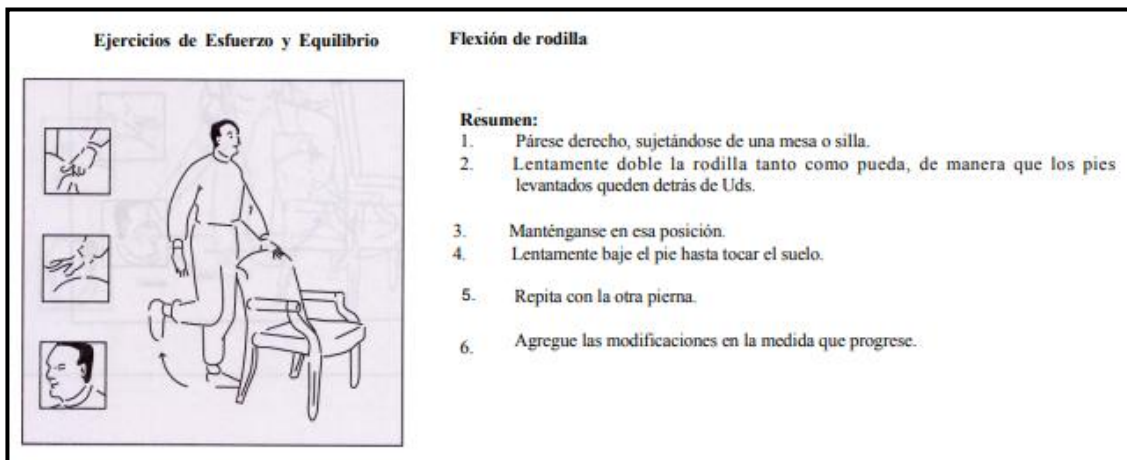 Ejercicios de Esfuerzo y Equilibrio
Flexión de rodilla
Resumen:
1. Párese derecho, sujetándose de una mesa o silla.
2. Lentamente doble la rodilla tanto como pueda, de manera que los pies
levantados queden detrás de Uds.
3. Manténganse en esa posición.
4. Lentamente baje el pie hasta tocar el suelo.
5. Repita con la otra pierna.
6. Agregue las modificaciones en la medida que progrese.